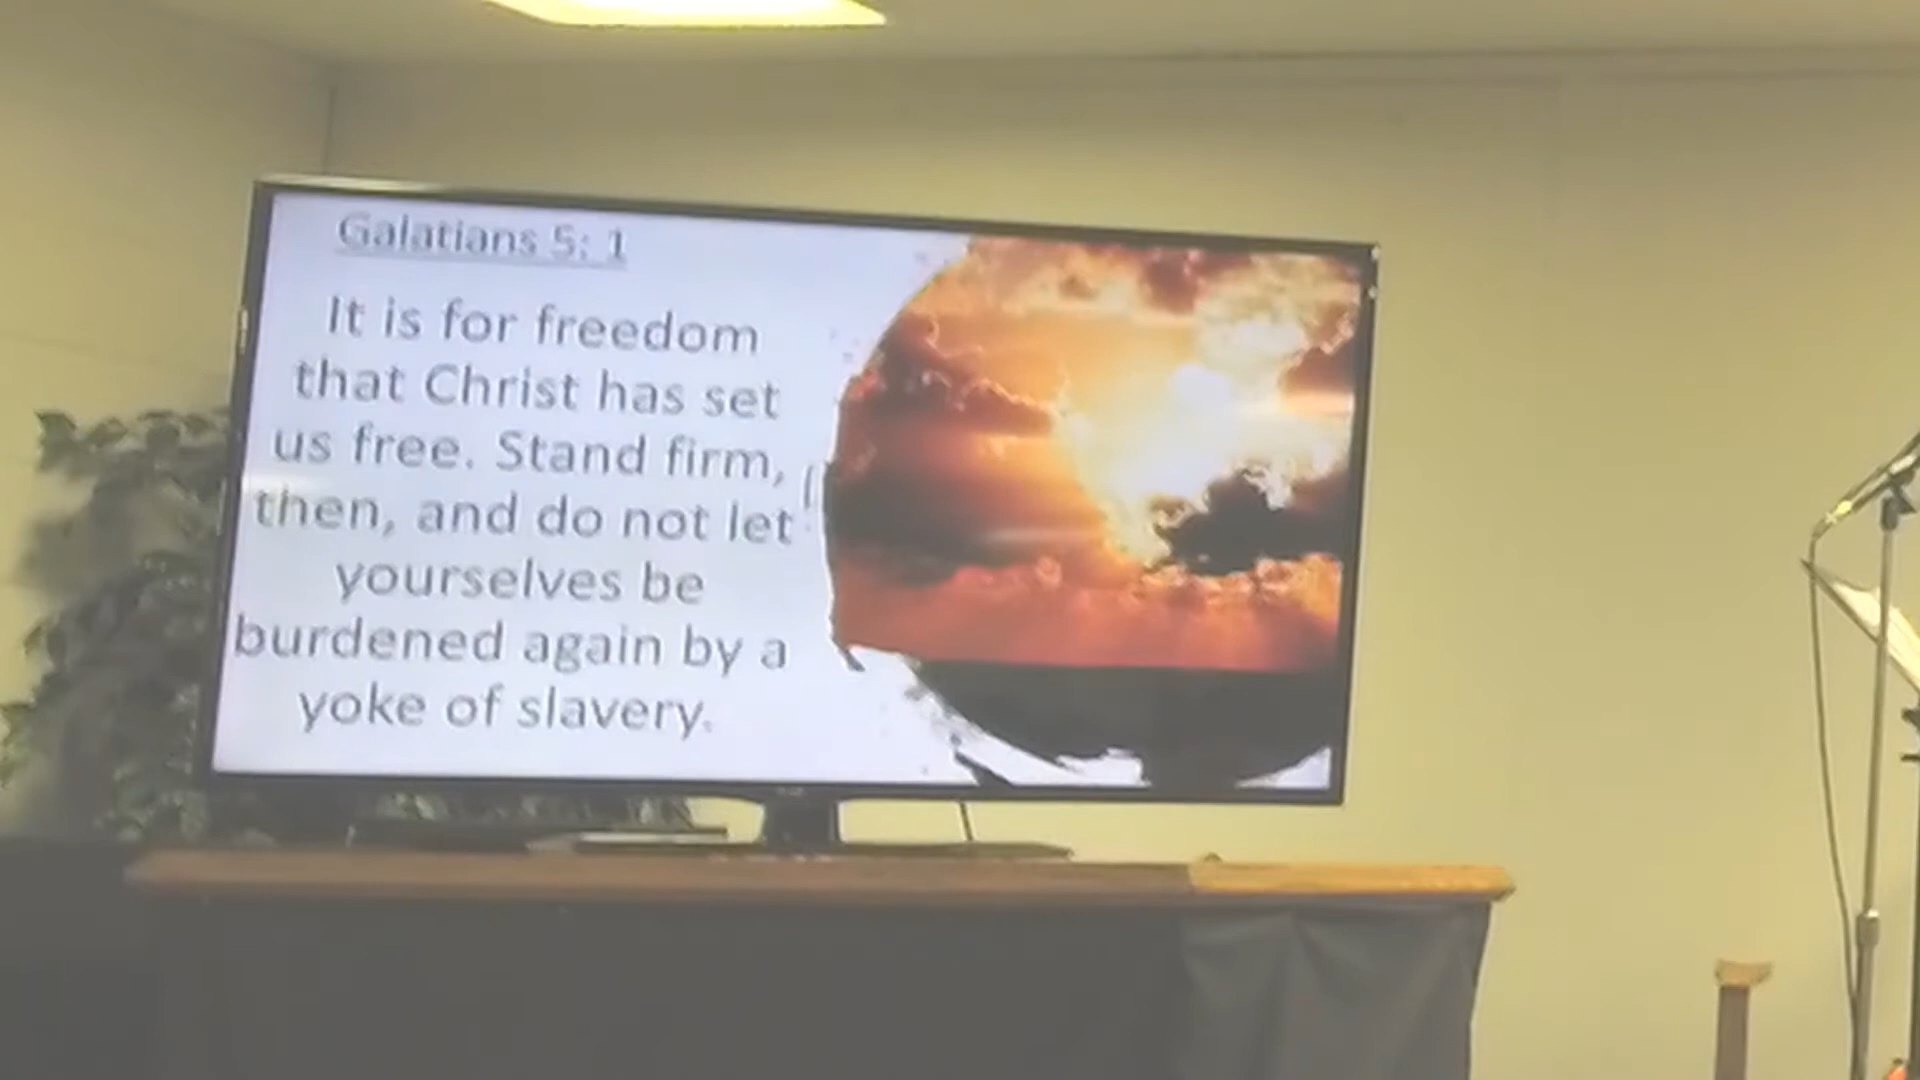 Galatians 5: 1
It is for freedom
that Christ has set
us free. Stand firm,
then, and do not let
yourselves be
burdened again by a
yoke of slavery.